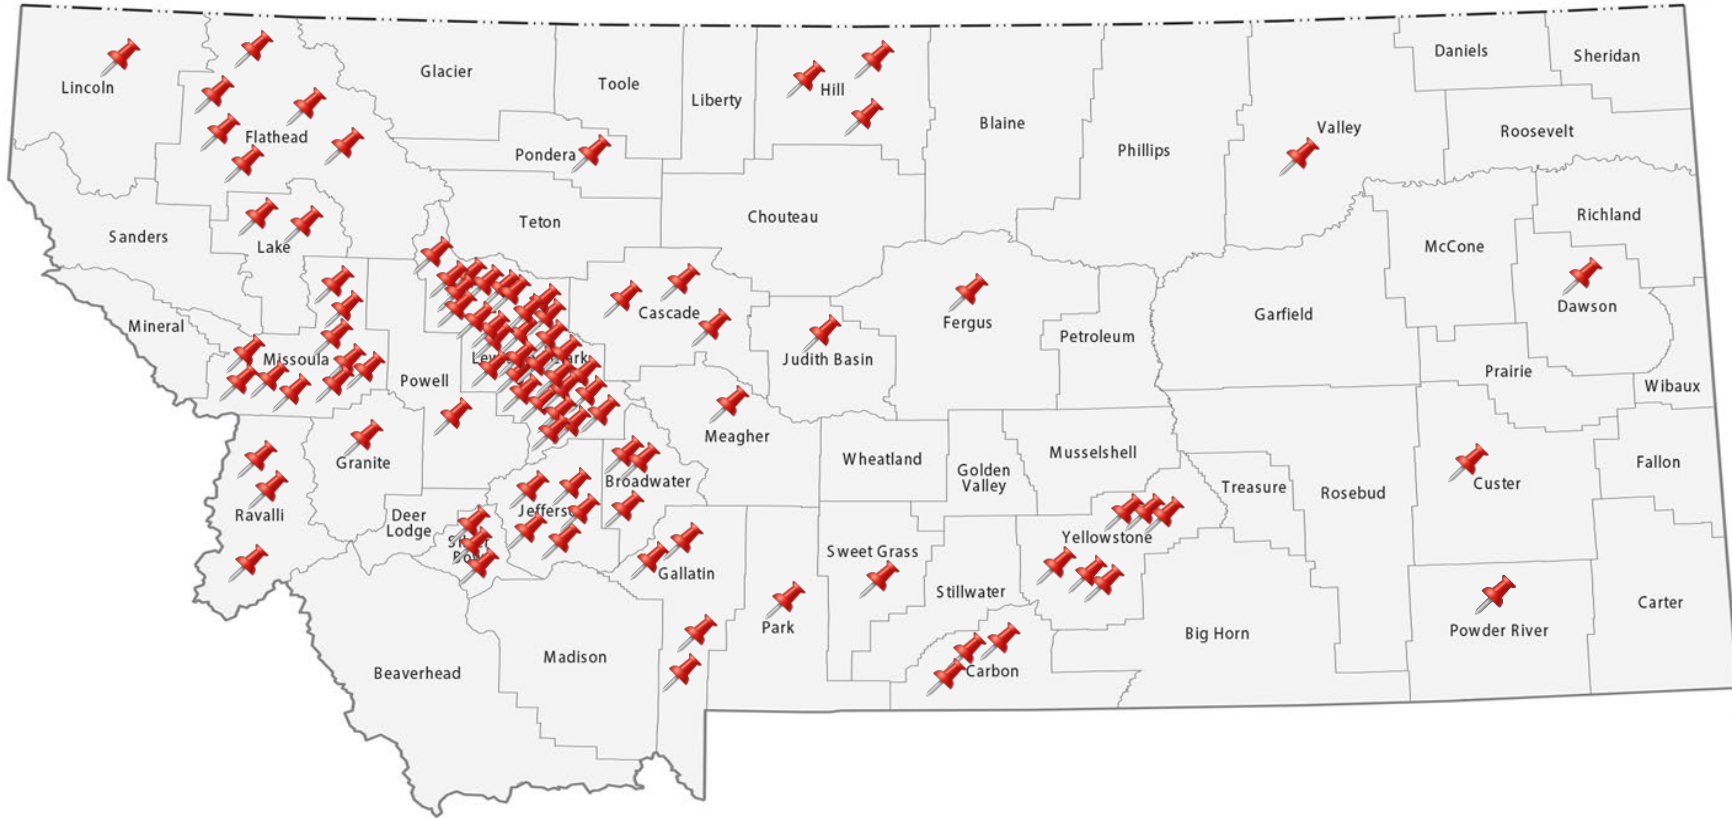 Lincoln
Glacier
Toole
Liberty
Hill
Blaine
Phillips
Valley
Daniels
Sheridan
Roosevelt
Flathead
Pondera
Teton
Chouteau
Richland
McCone
Sanders
Lake
Dawson
Mineral
Cascade
Fergus
Garfield
Petroleum
Missoula
Judith Basin
Powell
Prairie
Wibaux
Meagher
Granite
Wheatland
Golden
Valley
Musselshell
Broadwater
Treasure
Rosebud
Custer
Fallon
Ravalli
Deer
Lodge
Yellowstone
Sweet Grass
Gallatin
Stillwater
Park
Carbon
Big Horn
Powder River
Carter
Madison
Beaverhead